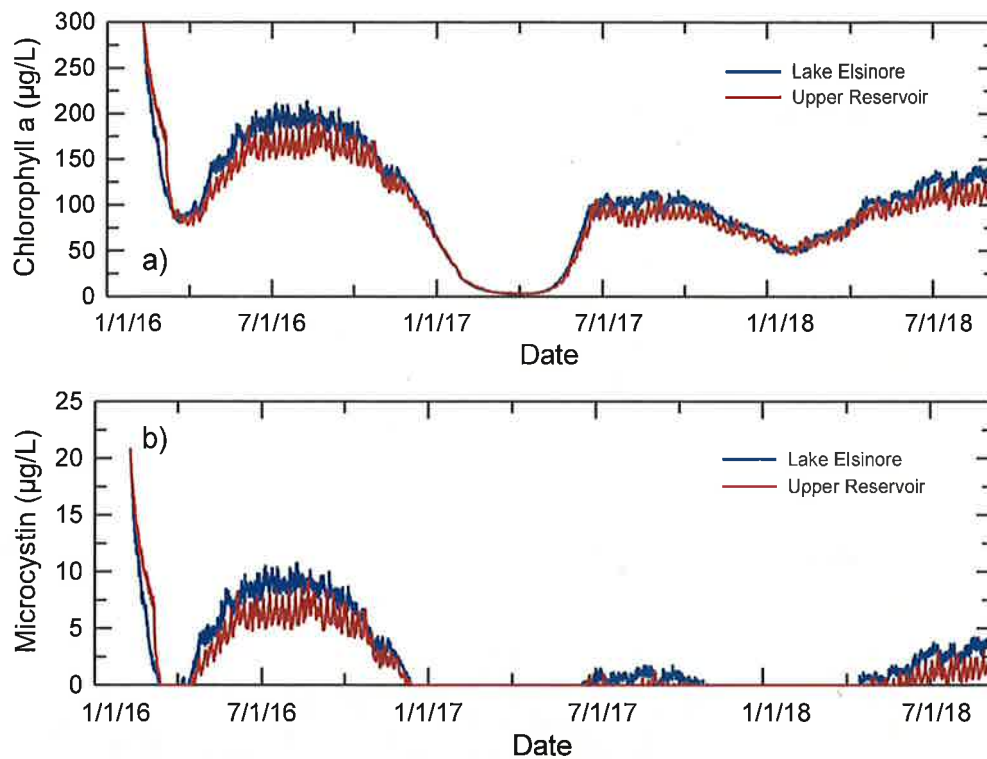 300
250
200
150
100
50
0
Chlorophyll a (µg/L)
Lake Elsinore
Upper Reservoir
a)
1/1/16 7/1/16 1/1/17 7/1/17 1/1/18 7/1/18
Date
25
20
15
10
5
0
Microcystin (µg/L)
b)
Lake Elsinore
Upper Reservoir
1/1/16 7/1/16 1/1/17 7/1/17 1/1/18 7/1/18
Date